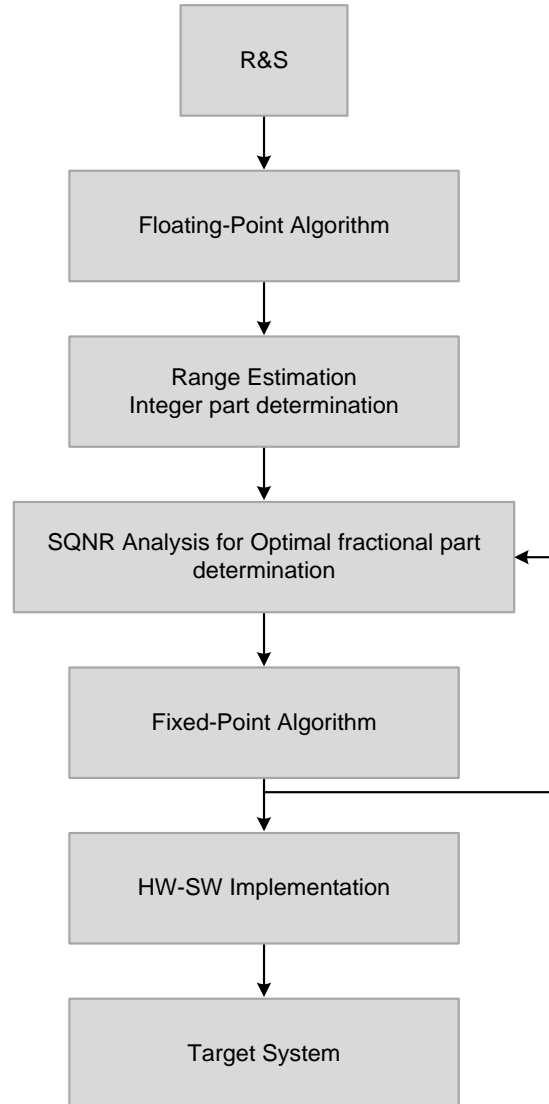 R&S
Floating-Point Algorithm
Range Estimation
Integer part determination
SQNR Analysis for Optimal fractional part
determination
Fixed-Point Algorithm
HW-SW Implementation
Target System